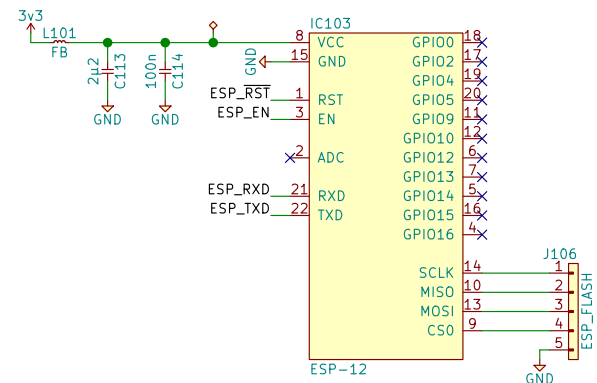 3v3
L101
FB
2µ2
C113
GND
100n
C114
GND
IC103
GND
8 VCC
15 GND
ESP_RST 1 RST
ESP_EN 3 EN
2 ADC
ESP_RXD 21 RXD
ESP_TXD 22 TXD
GPIO0 18
GPIO2 17
GPIO4 19
GPIO5 20
GPIO9 11
GPIO10 12
GPIO12 6
GPIO13 7
GPIO14 5
GPIO15 16
GPIO16 4
SCLK 14
MISO 10
MOSI 13
CS0 9
ESP-12
J106
1
2
3
4
5
ESP_FLASH
GND